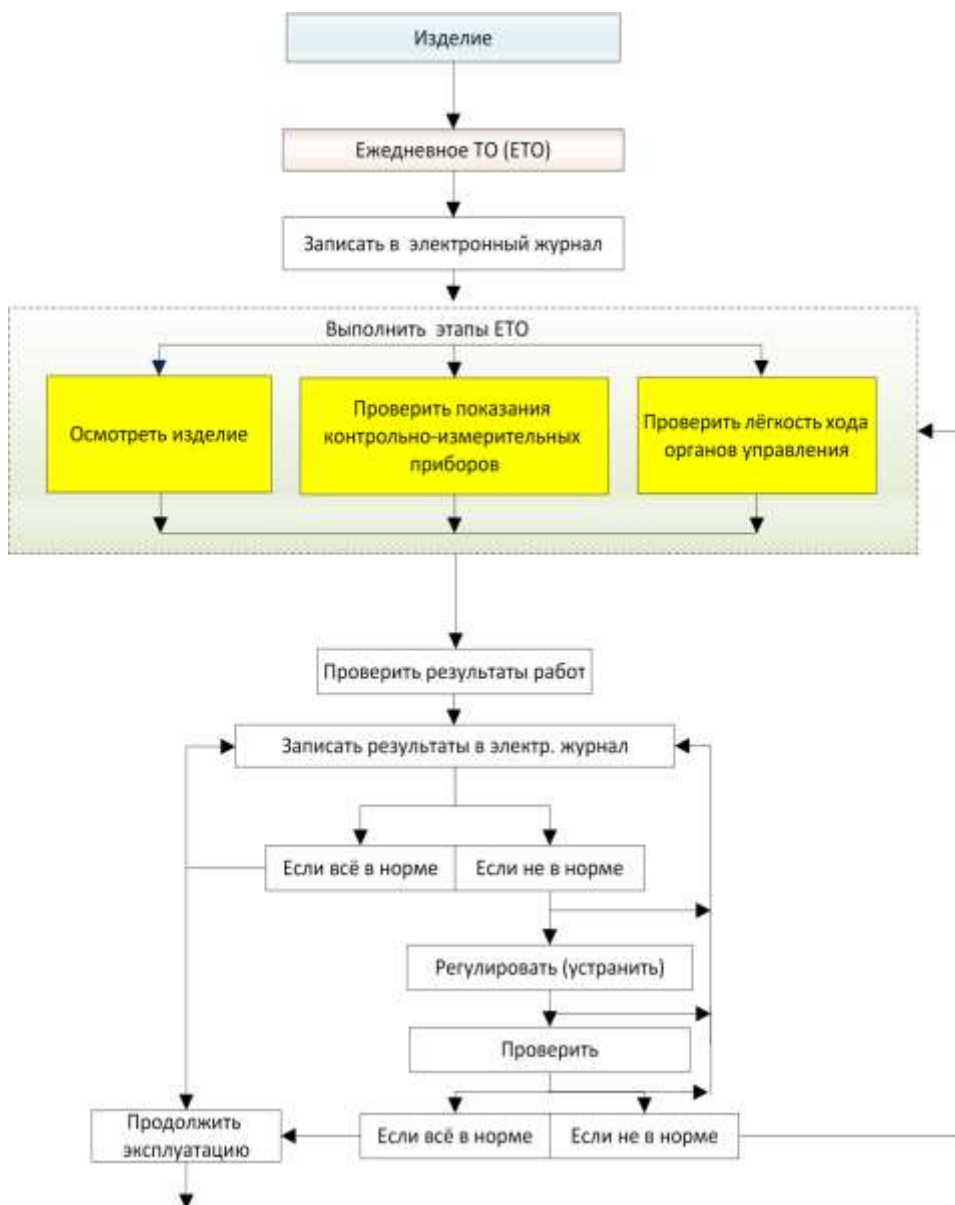 Изделие
Ежедневное ТО (ЕТО)
Записать в электронный журнал
Выполнить этапы ЕТО
Осмотреть изделие
Проверить показания
контрольно-измерительных
приборов
Проверить лёгкость хода
органов управления
Проверить результаты работ
Записать результаты в электр. журнал
Если всё в норме
Если не в норме
Регулировать (устранить)
Проверить
Продолжить
эксплуатацию
Если всё в норме
Если не в норме